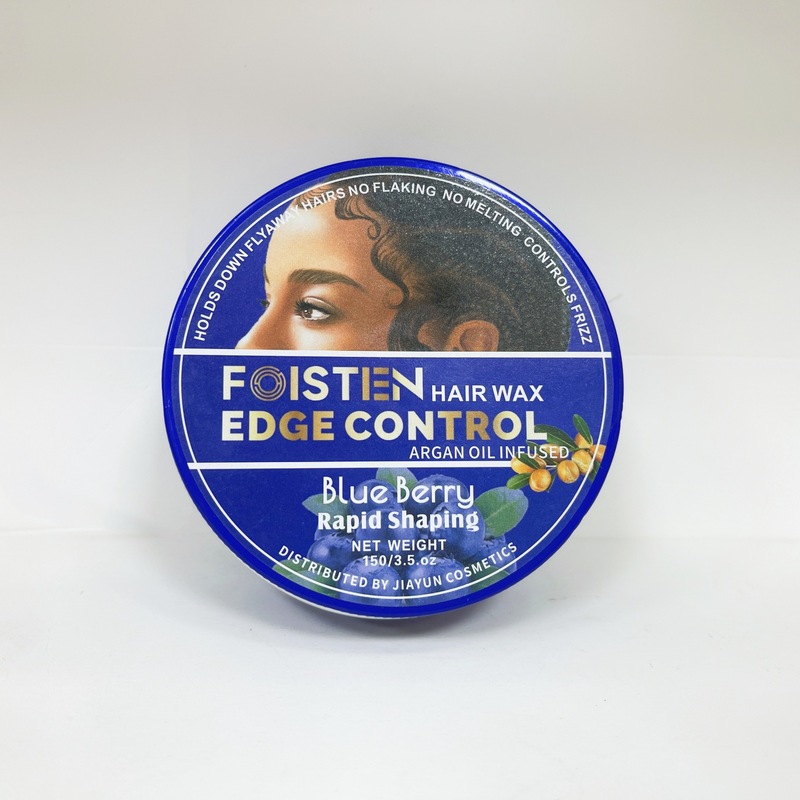 HOLDS DOWN FLYAWAY HAIRS NO FLAKING NO MELTING CONTROLS FRIZZ
FOISTEN HAIR WAX
EDGE CONTROL
ARGAN OIL INFUSED
Blue Berry
Rapid Shaping
NET WEIGHT
150/3.5.oz
DISTRIBUTED BY JIAYUN COSMETICS